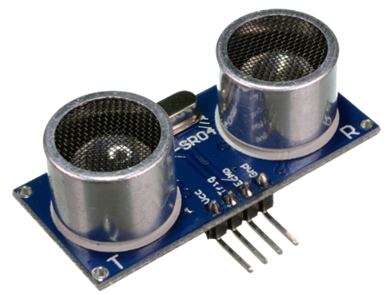 -SR04
R
Vcc
Trig
Echo
Gnd
T